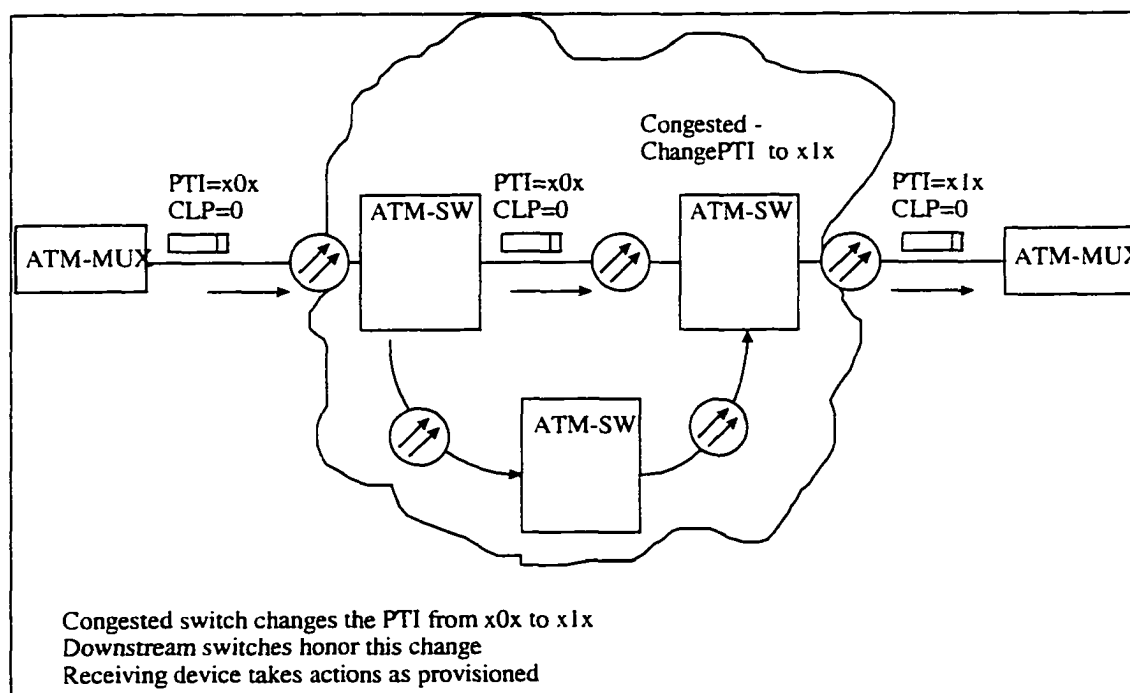 Congested -
ChangePTI to x1x
PTI=x0x
CLP=0
PTI=x0x
CLP=0
PTI=x1x
CLP=0
ATM-MUX
ATM-SW
ATM-SW
ATM-MUX
ATM-SW
Congested switch changes the PTI from x0x to x1x
Downstream switches honor this change
Receiving device takes actions as provisioned